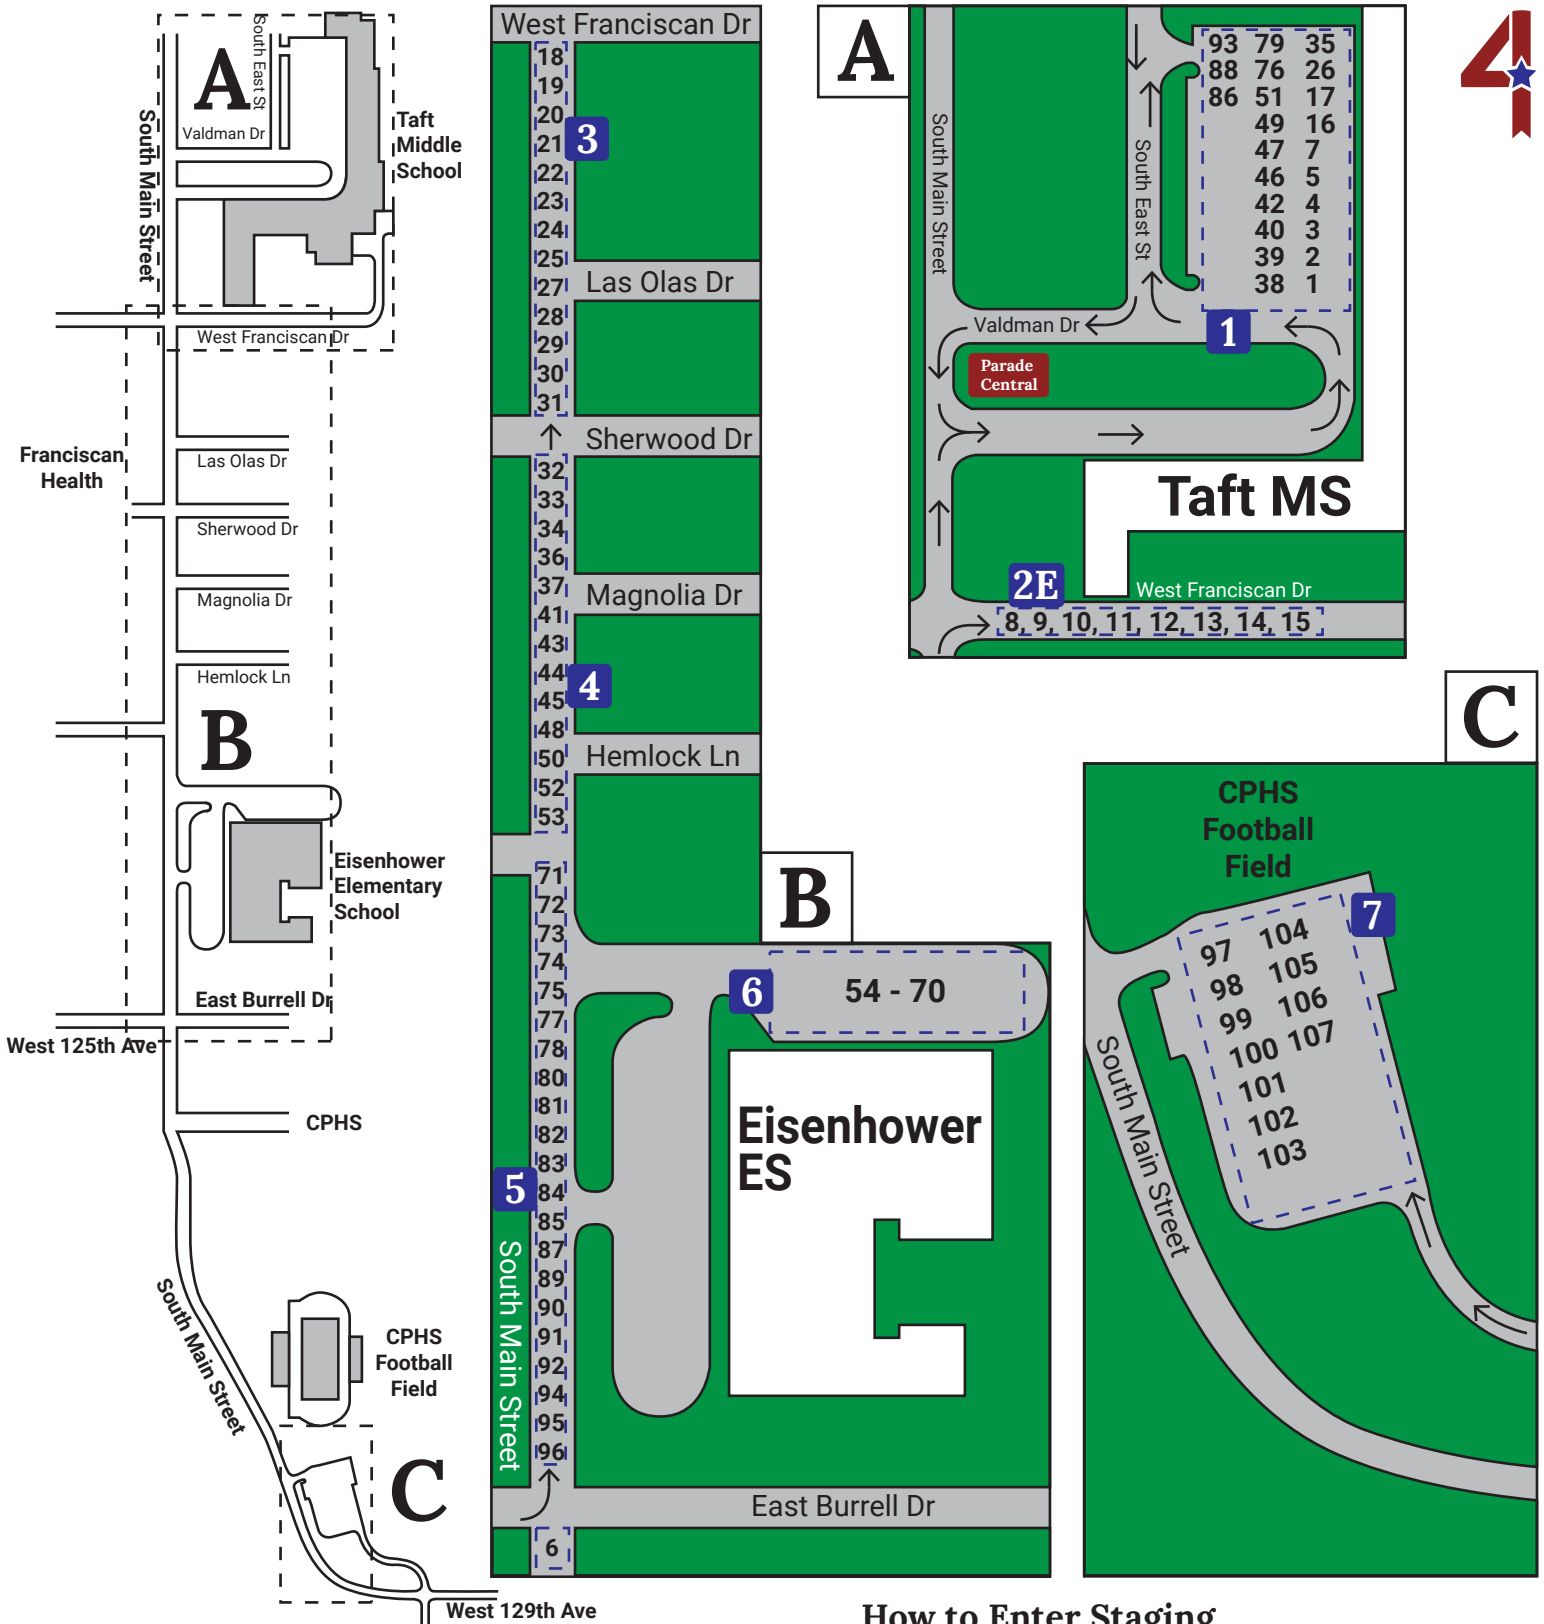 A
South East St
Valdman Dr
South Main Street
Taft
Middle
School
West Franciscan Dr
Franciscan
Health
Las Olas Dr
Sherwood Dr
Magnolia Dr
Hemlock Ln
B
Eisenhower
Elementary
School
East Burrell Dr
West 125th Ave
CPHS
South Main Street
CPHS
Football
Field
C
West 129th Ave
West Franciscan Dr
18
19
20
21
22
23
24
25
27
28
29
30
31
3
Las Olas Dr
Sherwood Dr
32
33
34
36
37
41
43
44
45
48
50
52
53
4
Magnolia Dr
Hemlock Ln
71
72
73
74
75
77
78
80
81
82
83
84
85
87
89
90
91
92
94
95
96
5
South Main Street
B
6
54 - 70
Eisenhower
ES
East Burrell Dr
6
A
South Main Street
South East St
93 79 35
88 76 26
86 51 17
49 16
47 7
46 5
42 4
40 3
39 2
38 1
1
Valdman Dr
Parade
Central
Taft MS
2E
West Franciscan Dr
8, 9, 10, 11, 12, 13, 14, 15
4
C
CPHS
Football
Field
7
97 104
98 105
99 106
100 107
101
102
103
South Main Street
How to Enter Staging